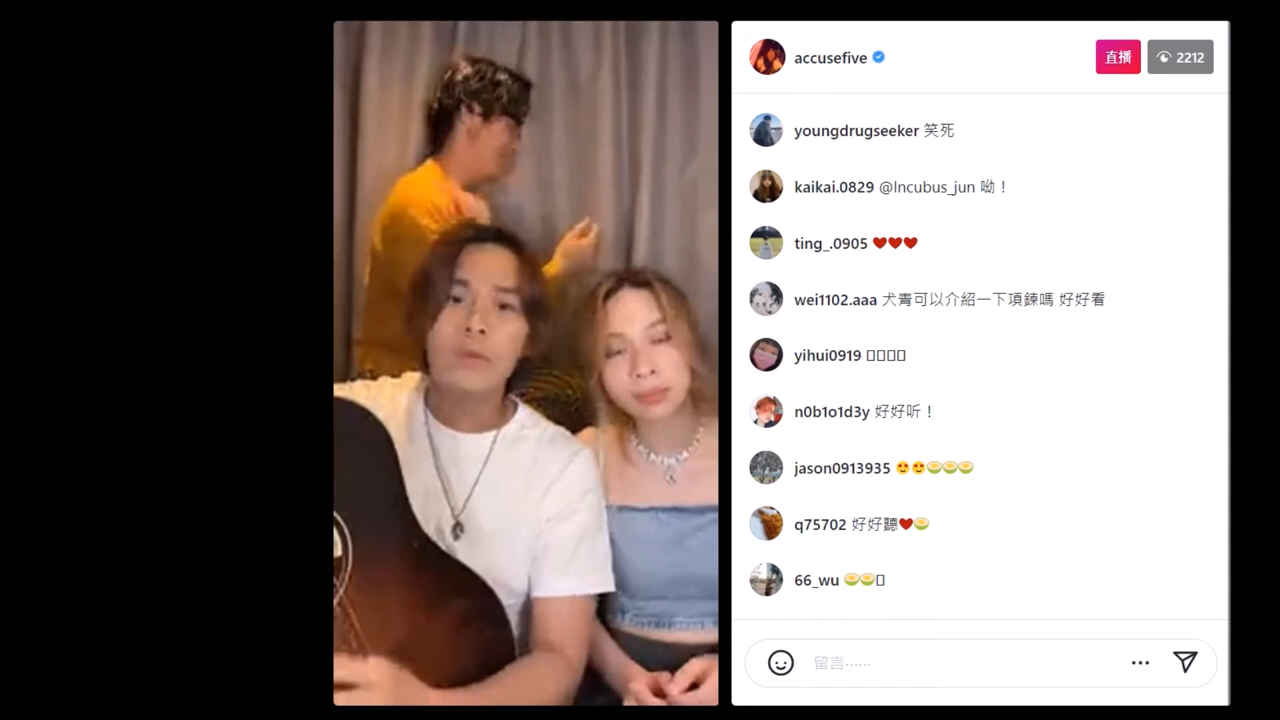 accusefive
直播
2212
youngdrugseeker 笑死
kaikai.0829 @Incubus_jun 呦！
ting_.0905 ❤❤❤
wei1102.aaa 犬青可以介紹一下項鍊嗎 好好看
yihui0919
n0b1o1d3y 好好听！
jason0913935 😍😍🍈🍈🍈
q75702 好好聽❤🍈
66_wu 🍈🍈
留言......